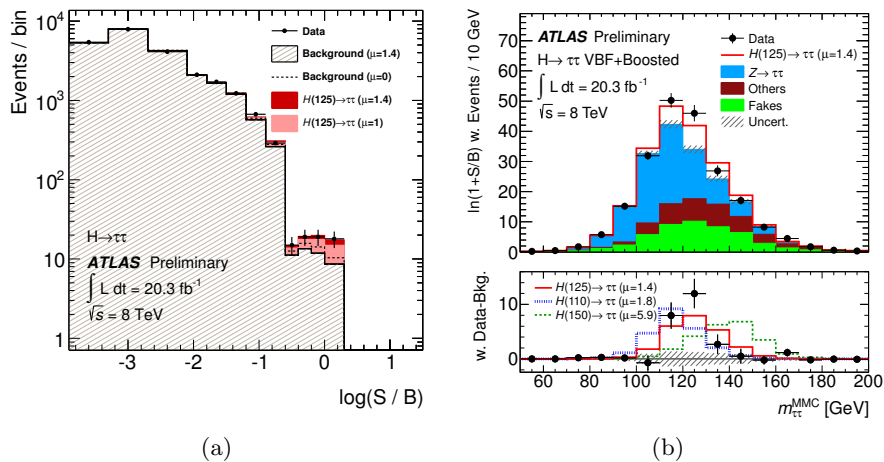 Events / bin
10⁴
10³
10²
10
1
Data
Background (μ=1.4)
Background (μ=0)
H(125)→ττ (μ=1.4)
H(125)→ττ (μ=1)
H→ττ
ATLAS Preliminary
∫ L dt = 20.3 fb⁻¹
√s = 8 TeV
-3 -2 -1 0 1
log(S / B)
(a)
ln(1+S/B) w. Events / 10 GeV
80
70
60
50
40
30
20
10
0
ATLAS Preliminary
H→ττ VBF+Boosted
∫ L dt = 20.3 fb⁻¹
√s = 8 TeV
Data
H(125)→ττ (μ=1.4)
Z→ττ
Others
Fakes
Uncert.
w. Data-Bkg.
10
0
H(125)→ττ (μ=1.4)
H(110)→ττ (μ=1.8)
H(150)→ττ (μ=5.9)
60 80 100 120 140 160 180 200
m_ττ^MMC [GeV]
(b)